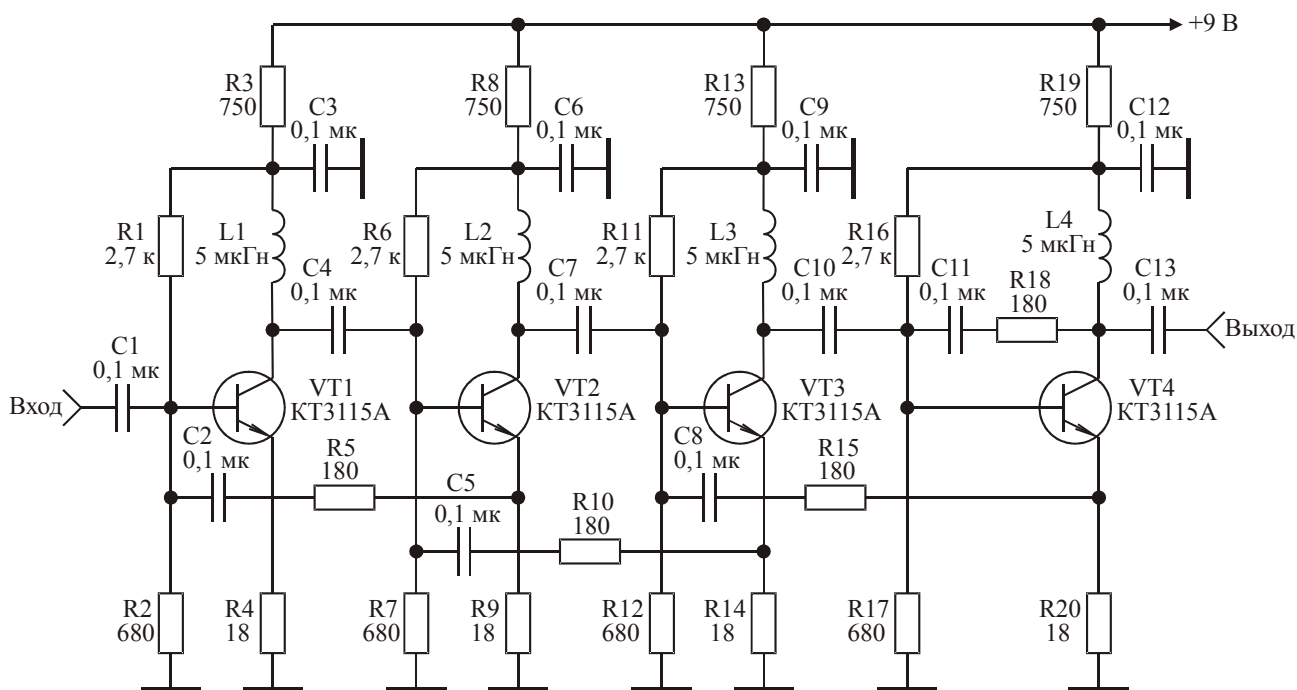 +9 В
R3
750
C3
0,1 мк
R8
750
C6
0,1 мк
R13
750
C9
0,1 мк
R19
750
C12
0,1 мк
R1
2,7 к
L1
5 мкГн
C4
0,1 мк
R6
2,7 к
L2
5 мкГн
C7
0,1 мк
R11
2,7 к
L3
5 мкГн
C10
0,1 мк
R16
2,7 к
C11
0,1 мк
R18
180
L4
5 мкГн
C13
0,1 мк
Выход
C1
0,1 мк
Вход
VT1
КТ3115А
VT2
КТ3115А
VT3
КТ3115А
VT4
КТ3115А
C2
0,1 мк
R5
180
C5
0,1 мк
R10
180
C8
0,1 мк
R15
180
R2
680
R4
18
R7
680
R9
18
R12
680
R14
18
R17
680
R20
18